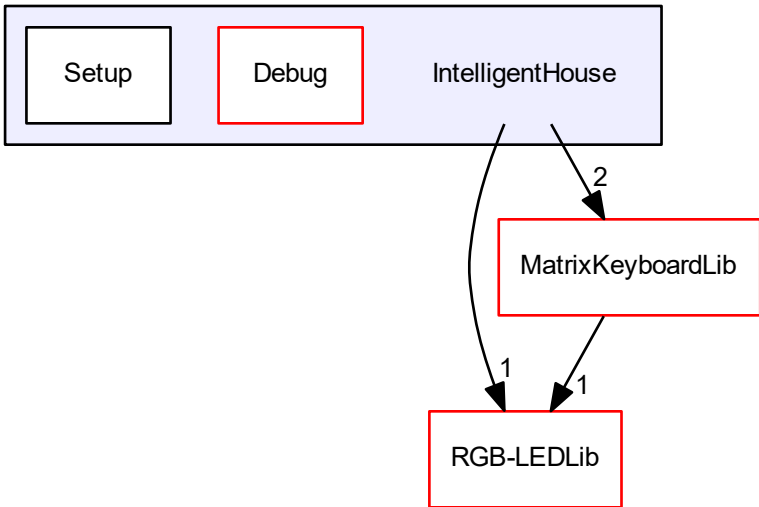 Setup
Debug
IntelligentHouse
2
MatrixKeyboardLib
1
1
RGB-LEDLib